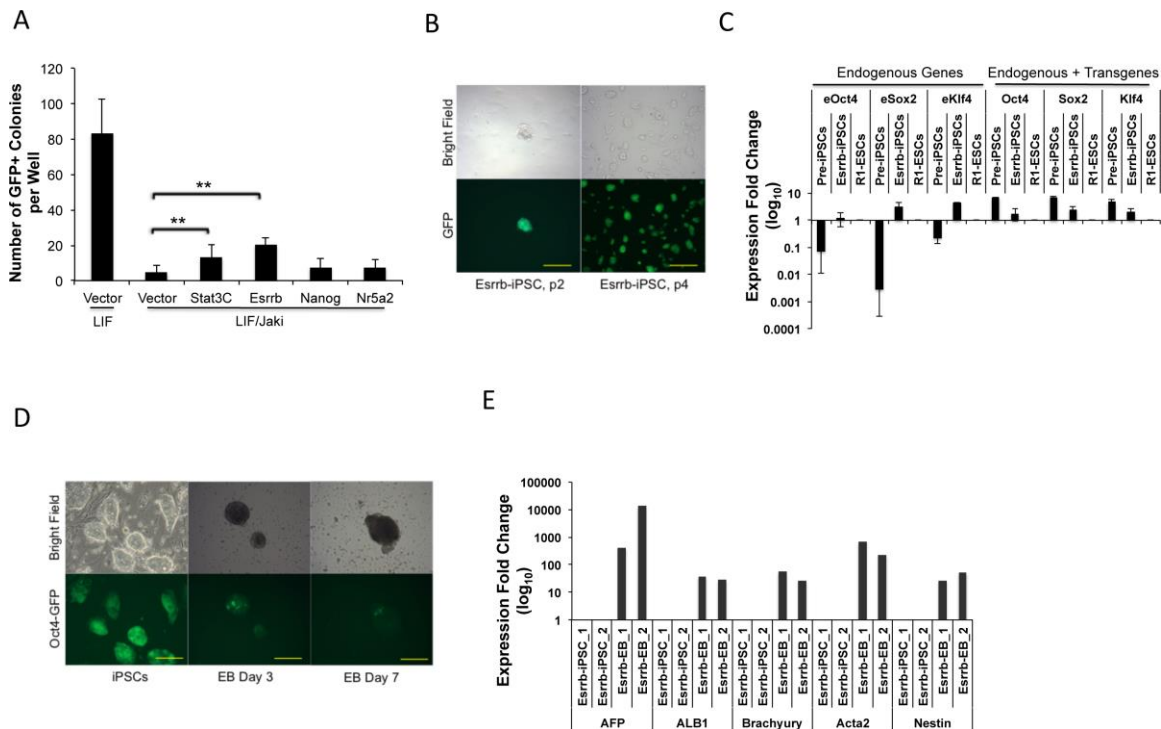 A
Number of GFP+ Colonies
per Well
120
100
80
60
40
20
0
**
**
Vector
Vector
Stat3C
Esrrb
Nanog
Nr5a2
LIF
LIF/Jaki
B
Bright Field
GFP
Esrrb-iPSC, p2
Esrrb-iPSC, p4
C
Endogenous Genes
Endogenous + Transgenes
eOct4
eSox2
eKlf4
Oct4
Sox2
Klf4
Pre-iPSCs
Esrrb-iPSCs
R1-ESCs
Pre-iPSCs
Esrrb-iPSCs
R1-ESCs
Pre-iPSCs
Esrrb-iPSCs
R1-ESCs
Pre-iPSCs
Esrrb-iPSCs
R1-ESCs
Pre-iPSCs
Esrrb-iPSCs
R1-ESCs
Pre-iPSCs
Esrrb-iPSCs
R1-ESCs
Expression Fold Change
(log10)
10
1
0.1
0.01
0.001
0.0001
D
Bright Field
Oct4-GFP
iPSCs
EB Day 3
EB Day 7
E
Expression Fold Change
(log10)
100000
10000
1000
100
10
1
Esrrb-iPSC_1
Esrrb-iPSC_2
Esrrb-EB_1
Esrrb-EB_2
Esrrb-iPSC_1
Esrrb-iPSC_2
Esrrb-EB_1
Esrrb-EB_2
Esrrb-iPSC_1
Esrrb-iPSC_2
Esrrb-EB_1
Esrrb-EB_2
Esrrb-iPSC_1
Esrrb-iPSC_2
Esrrb-EB_1
Esrrb-EB_2
Esrrb-iPSC_1
Esrrb-iPSC_2
Esrrb-EB_1
Esrrb-EB_2
AFP
ALB1
Brachyury
Acta2
Nestin